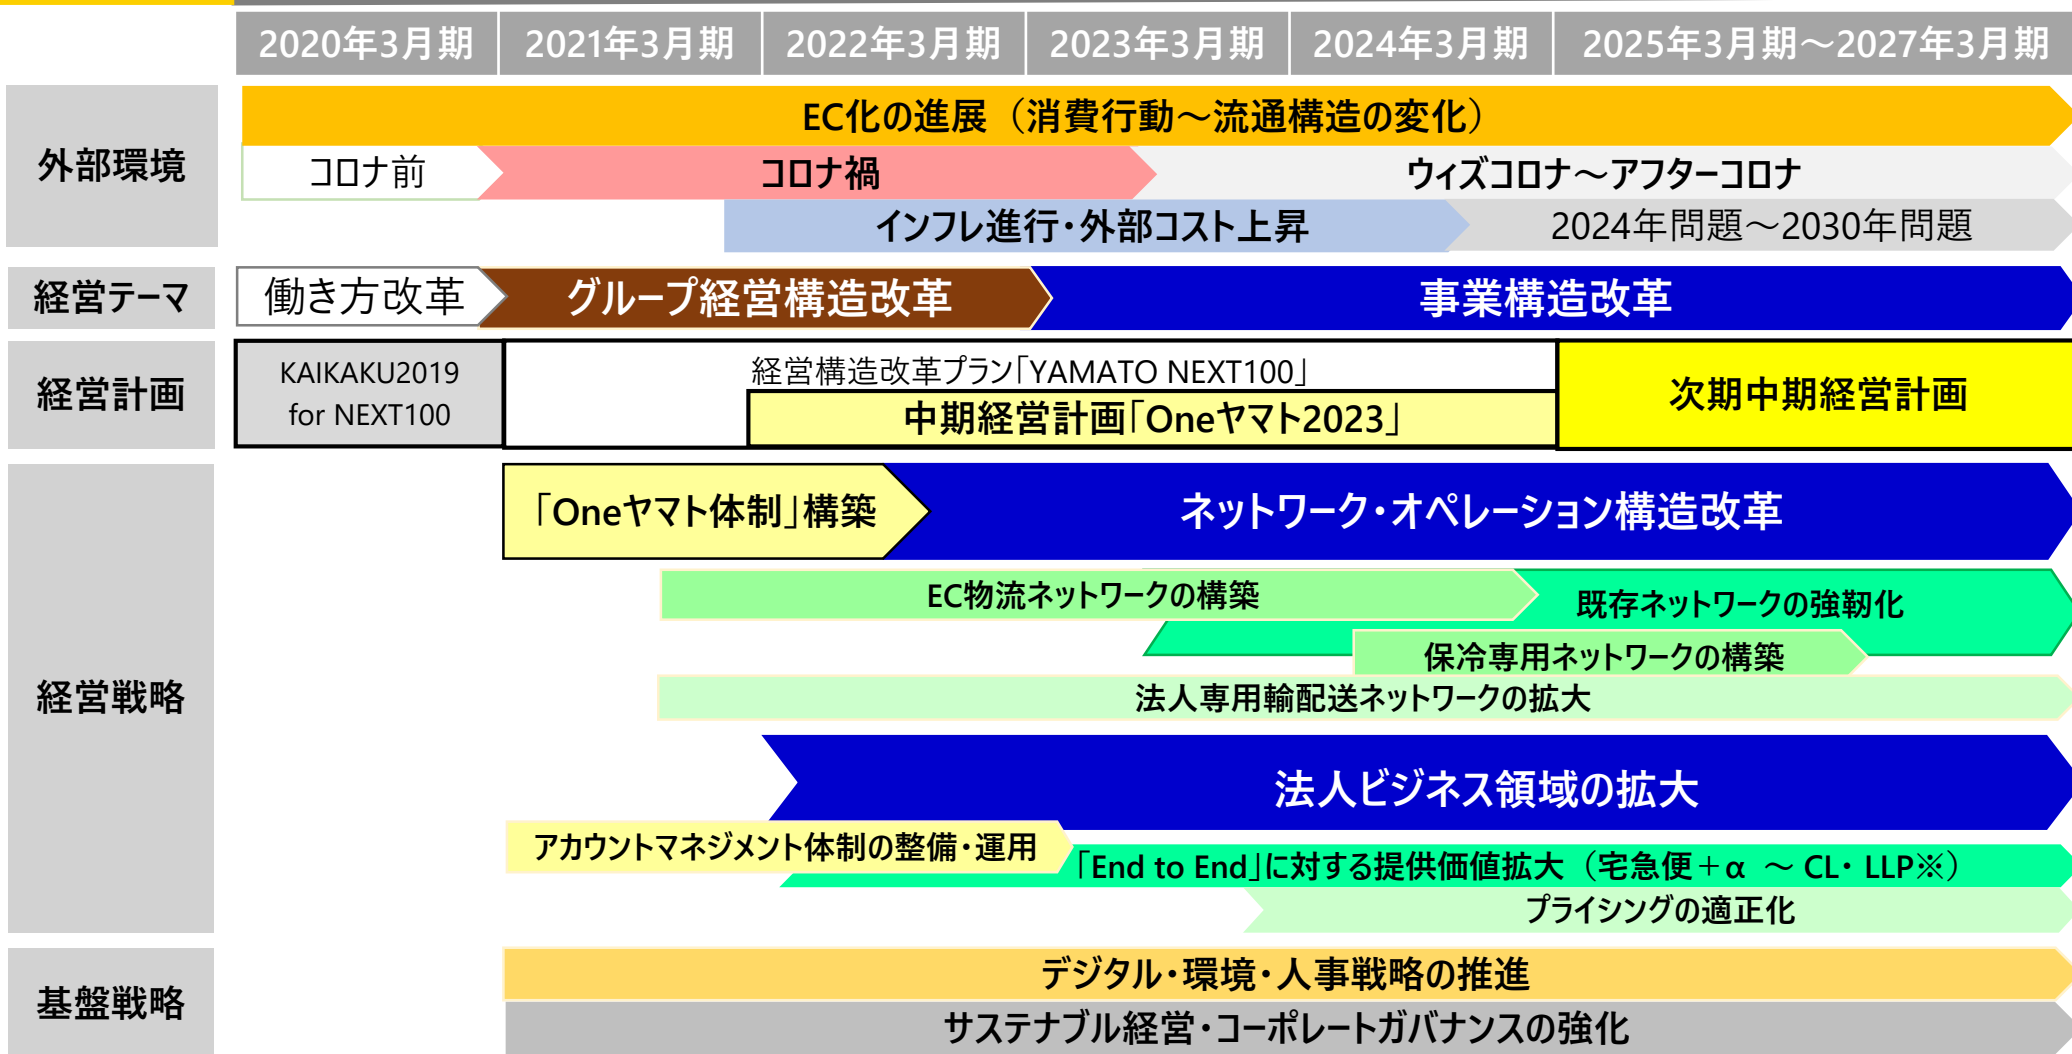 2020年3月期
2021年3月期
2022年3月期
2023年3月期
2024年3月期
2025年3月期～2027年3月期
外部環境
EC化の進展（消費行動～流通構造の変化）
コロナ前
コロナ禍
ウィズコロナ～アフターコロナ
インフレ進行・外部コスト上昇
2024年問題～2030年問題
経営テーマ
働き方改革
グループ経営構造改革
事業構造改革
経営計画
KAIKAKU2019
for NEXT100
経営構造改革プラン「YAMATO NEXT100」
中期経営計画「Oneヤマト2023」
次期中期経営計画
経営戦略
「Oneヤマト体制」構築
ネットワーク・オペレーション構造改革
EC物流ネットワークの構築
既存ネットワークの強靭化
保冷専用ネットワークの構築
法人専用輸配送ネットワークの拡大
法人ビジネス領域の拡大
アカウントマネジメント体制の整備・運用
「End to End」に対する提供価値拡大（宅急便＋α ～ CL・ LLP※）
プライシングの適正化
基盤戦略
デジタル・環境・人事戦略の推進
サステナブル経営・コーポレートガバナンスの強化